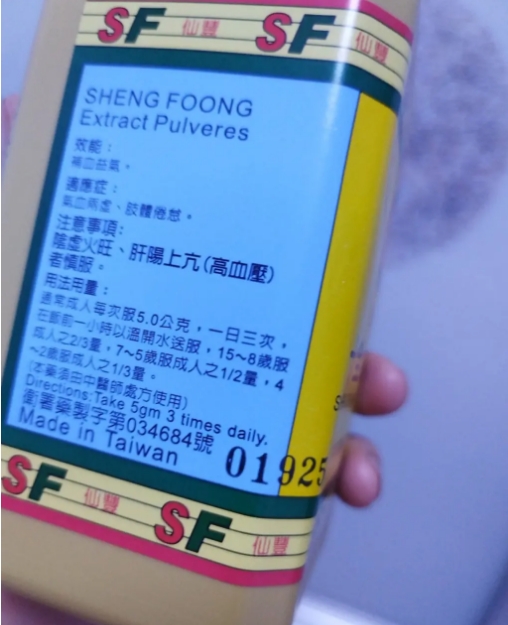 SF 仙豐 SF 仙豐
SHENG FOONG
Extract Pulveres
效能：
補血益氣。
適應症：
氣血兩虛、肢體倦怠。
注意事項:
陰虛火旺、肝陽上亢(高血壓)
者慎服。
用法用量：
通常成人每次服5.0公克，一日三次，
在飯前一小時以溫開水送服，15~8歲服
成人之2/3量，7~5歲服成人之1/2量，4
~2歲服成人之1/3量。
(本藥須由中醫師處方使用)
Directions:Take 5gm 3 times daily.
衛署藥製字第034684號
Made in Taiwan
01925
SF 仙豐 SF 仙豐